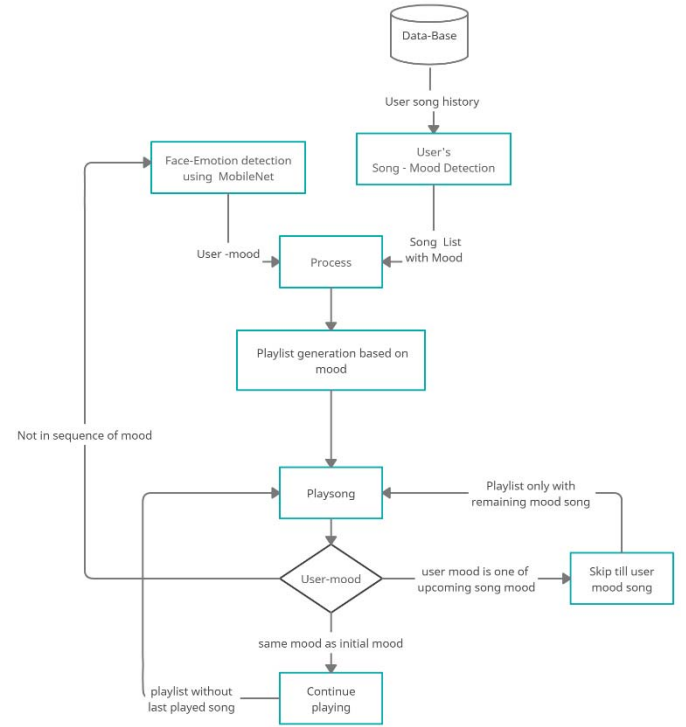 Data-Base
User song history
Face-Emotion detection
using MobileNet
User's
Song - Mood Detection
User -mood
Song List
with Mood
Process
Playlist generation based on
mood
Not in sequence of mood
Playsong
Playlist only with
remaining mood song
User-mood
user mood is one of
upcoming song mood
Skip till user
mood song
same mood as initial mood
playlist without
last played song
Continue
playing